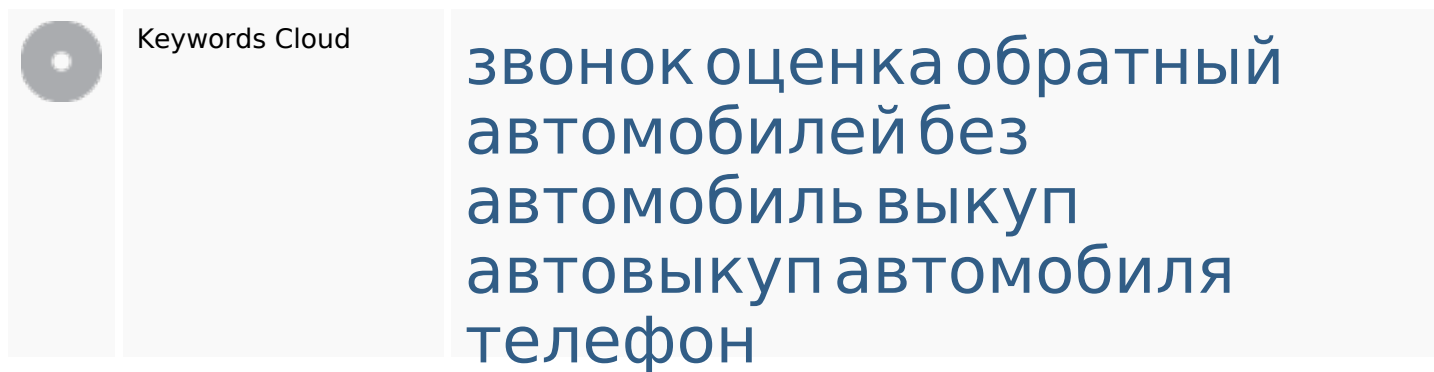 Keywords Cloud
звонок оценка обратный
автомобилей без
автомобиль выкуп
автовыкуп автомобиля
телефон